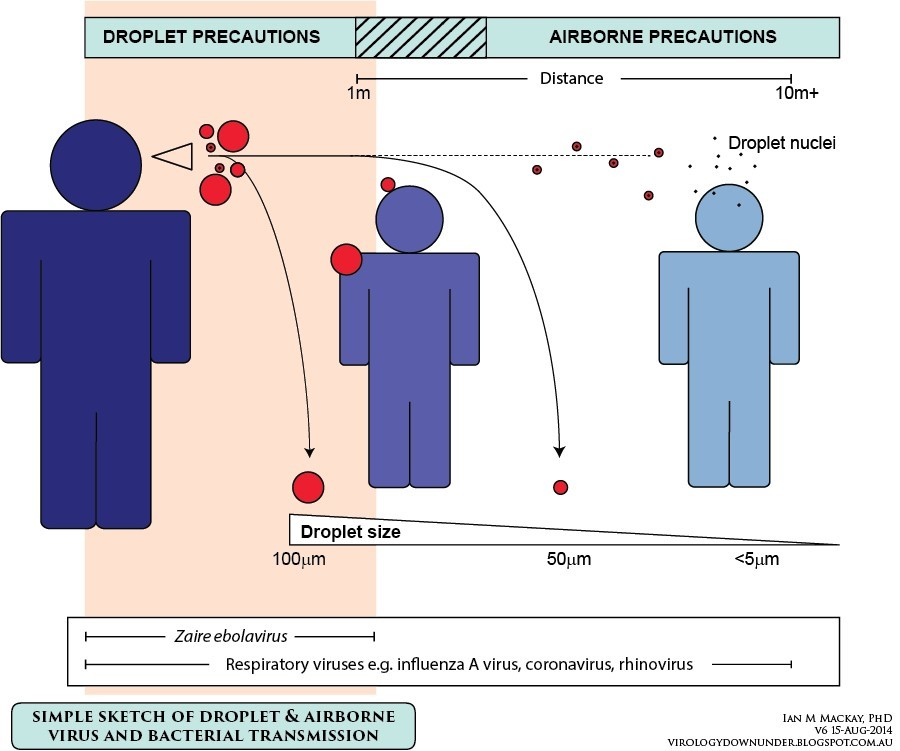 DROPLET PRECAUTIONS
AIRBORNE PRECAUTIONS
Distance
1m
10m+
Droplet nuclei
Droplet size
100µm
50µm
<5µm
Zaire ebolavirus
Respiratory viruses e.g. influenza A virus, coronavirus, rhinovirus
SIMPLE SKETCH OF DROPLET & AIRBORNE
VIRUS AND BACTERIAL TRANSMISSION
IAN M MACKAY, PHD
V6 15-AUG-2014
VIROLOGYDOWNUNDER.BLOGSPOT.COM.AU